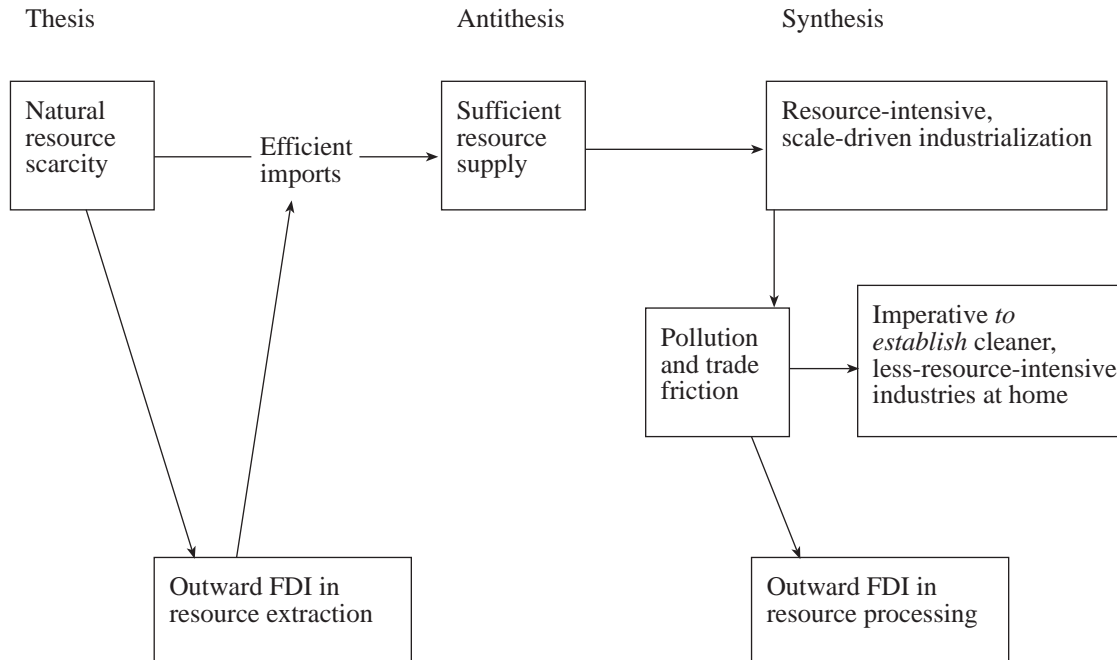 Thesis
Antithesis
Synthesis
Natural
resource
scarcity
Efficient
imports
Sufficient
resource
supply
Resource-intensive,
scale-driven industrialization
Pollution
and trade
friction
Imperative to
establish cleaner,
less-resource-intensive
industries at home
Outward FDI in
resource extraction
Outward FDI in
resource processing